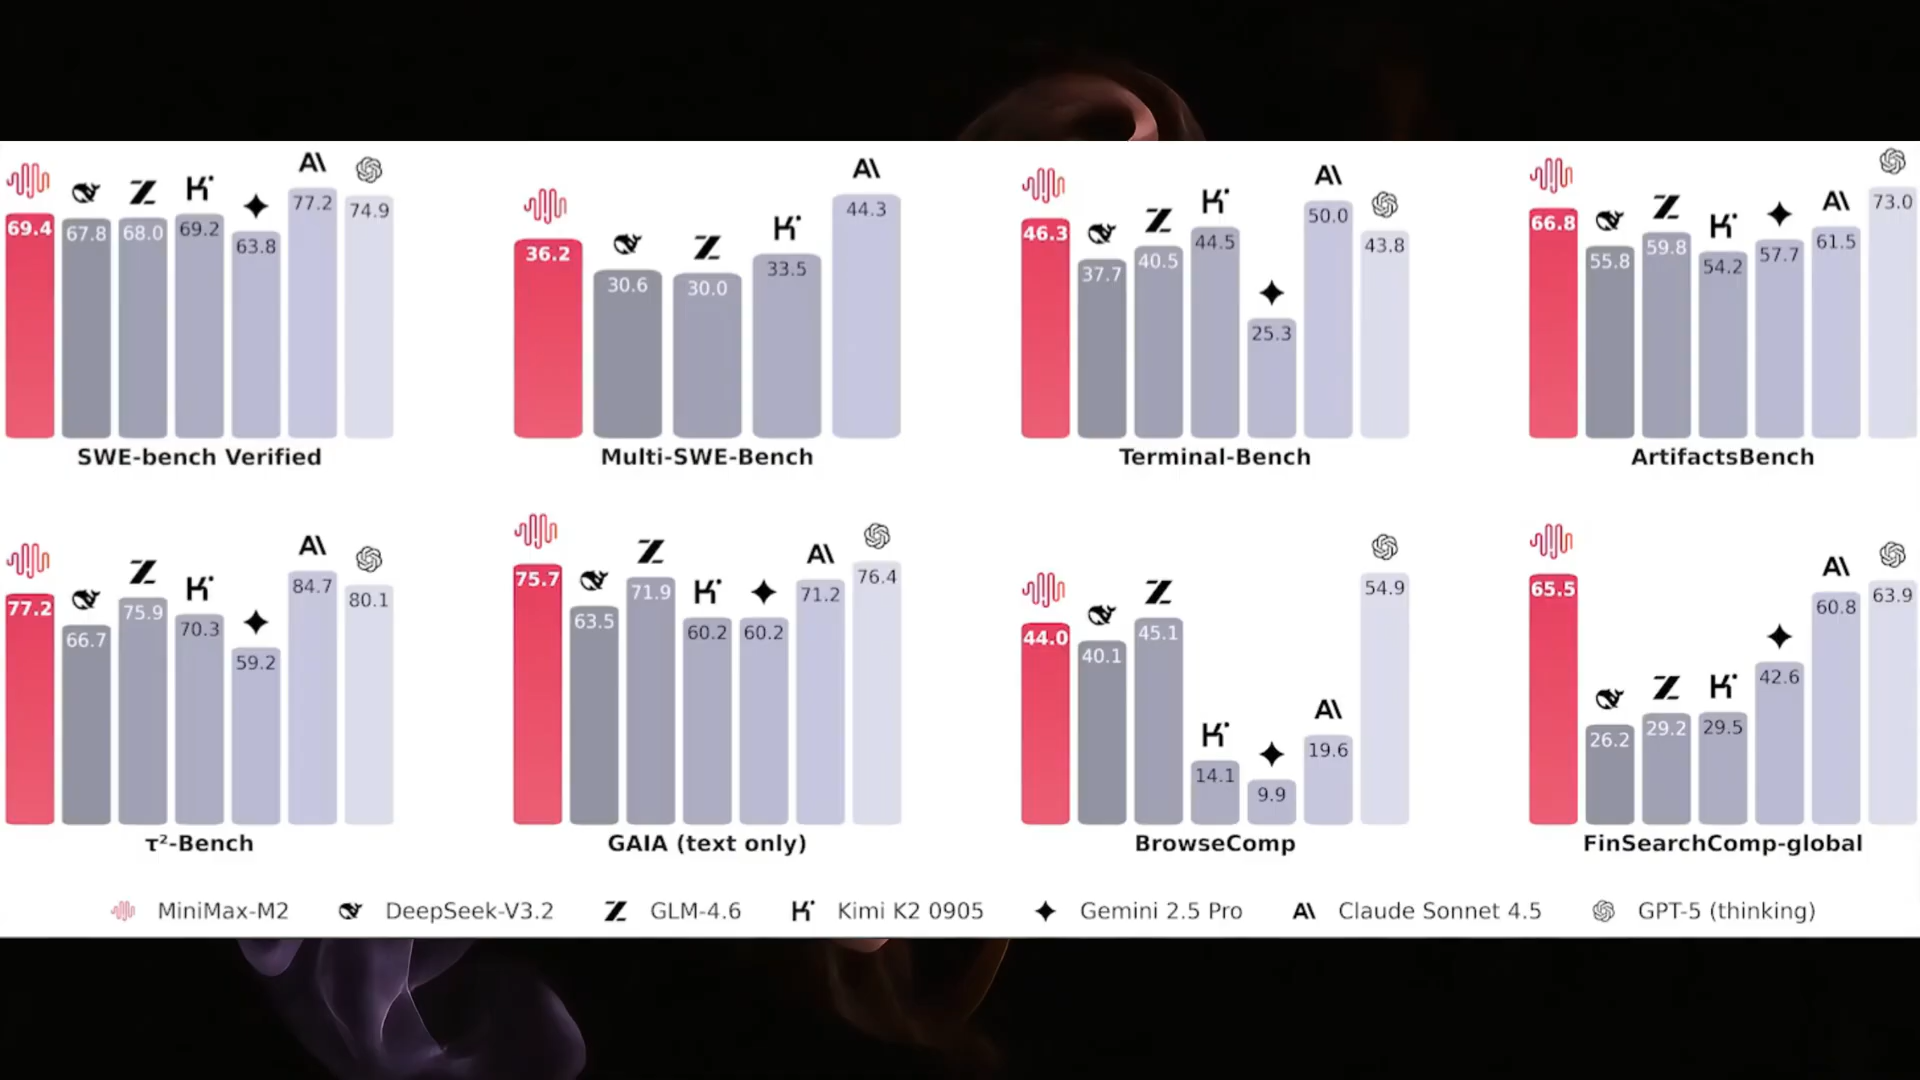 69.4 67.8 68.0 69.2 63.8 77.2 74.9
SWE-bench Verified
36.2 30.6 30.0 33.5 44.3
Multi-SWE-Bench
46.3 37.7 40.5 44.5 25.3 50.0 43.8
Terminal-Bench
66.8 55.8 59.8 54.2 57.7 61.5 73.0
ArtifactsBench
77.2 66.7 75.9 70.3 59.2 84.7 80.1
τ²-Bench
75.7 63.5 71.9 60.2 60.2 71.2 76.4
GAIA (text only)
44.0 40.1 45.1 14.1 9.9 19.6 54.9
BrowseComp
65.5 26.2 29.2 29.5 42.6 60.8 63.9
FinSearchComp-global
MiniMax-M2 DeepSeek-V3.2 GLM-4.6 Kimi K2 0905 Gemini 2.5 Pro Claude Sonnet 4.5 GPT-5 (thinking)